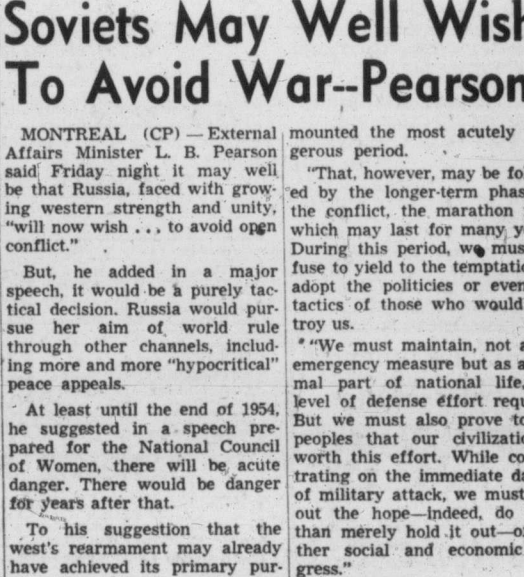 Soviets May Well Wish
To Avoid War--Pearson
MONTREAL (CP) — External
Affairs Minister L. B. Pearson
said Friday night it may well
be that Russia, faced with grow-
ing western strength and unity,
"will now wish . . . to avoid open
conflict."
But, he added in a major
speech, it would be a purely tac-
tical decision. Russia would pur-
sue her aim of world rule
through other channels, includ-
ing more and more "hypocritical"
peace appeals.
At least until the end of 1954,
he suggested in a speech pre-
pared for the National Council
of Women, there will be acute
danger. There would be danger
for years after that.
To his suggestion that the
west's rearmament may already
have achieved its primary pur-
mounted the most acutely
gerous period.
"That, however, may be fo
ed by the longer-term phas
the conflict, the marathon
which may last for many y
During this period, we mus
fuse to yield to the temptatio
adopt the politicies or even
tactics of those who would
troy us.
"We must maintain, not a
emergency measure but as a
mal part of national life,
level of defense effort requ
But we must also prove to
peoples that our civilizatio
worth this effort. While co
trating on the immediate da
of military attack, we must
out the hope—indeed, do
than merely hold it out—o
ther social and economic
gress."